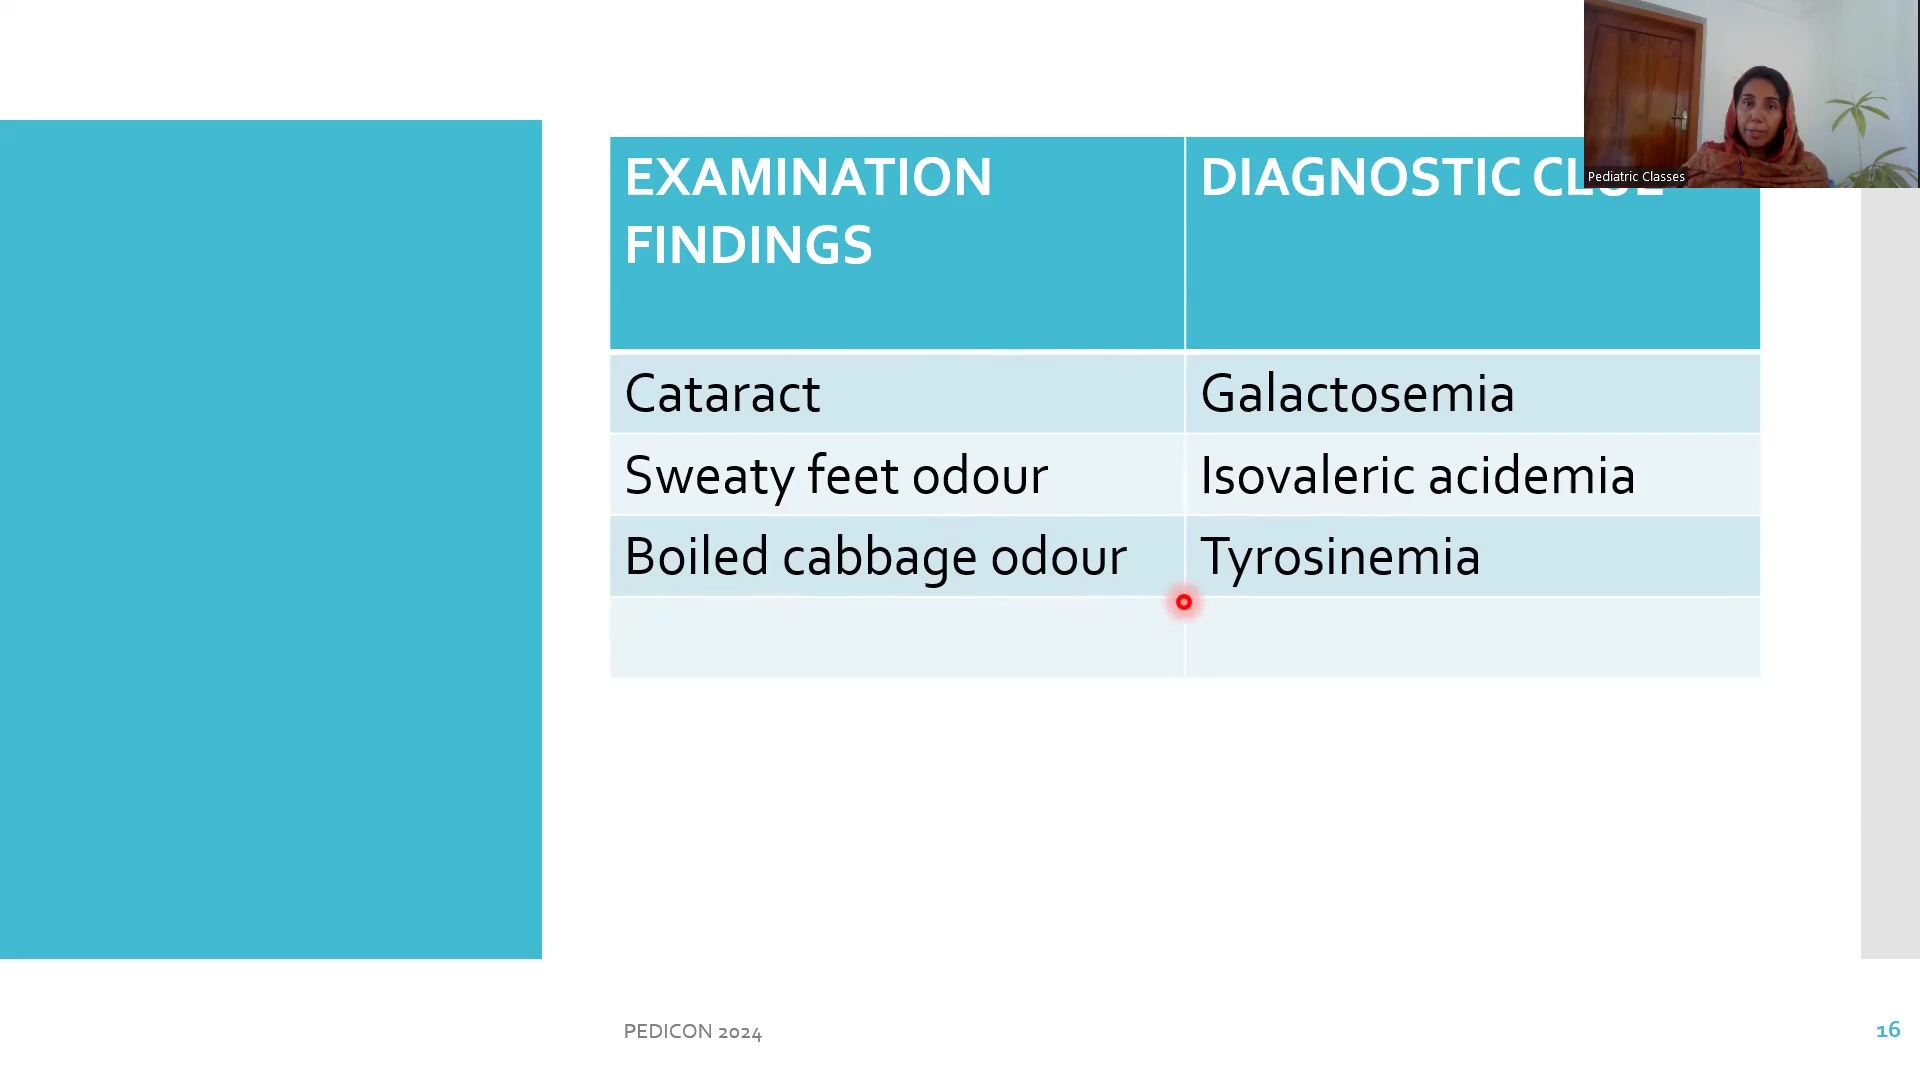 EXAMINATION
FINDINGS
DIAGNOSTIC CLUE
Pediatric Classes
Cataract
Galactosemia
Sweaty feet odour
Isovaleric acidemia
Boiled cabbage odour
Tyrosinemia
PEDICON 2024
16